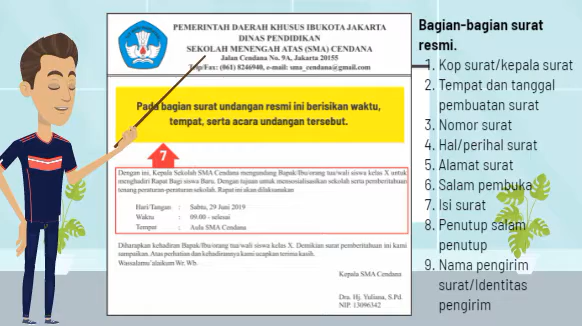 PEMERINTAH DAERAH KHUSUS IBUKOTA JAKARTA
DINAS PENDIDIKAN
SEKOLAH MENENGAH ATAS (SMA) CENDANA
Jalan Cendana No. 9A, Jakarta 20155
Telp/Fax: (061) 8246940, e-mail: sma_cendana@gmail.com
Pada bagian surat undangan resmi ini berisikan waktu,
tempat, serta acara undangan tersebut.
7
Dengan ini, Kepala Sekolah SMA Cendana mengundang Bapak/Ibu/orang tua/wali siswa kelas X untuk
menghadiri Rapat Bagi siswa Baru. Dengan tujuan untuk mensosialisasikan sekolah serta pemberitahuan
tenang peraturan-peraturan sekolah. Rapat ini akan dilaksanakan
Hari/Tangan : Sabtu, 29 Juni 2019
Waktu : 09.00 - selesai
Tempat : Aula SMA Cendana
Diharapkan kehadiran Bapak/Ibu/orang tua/wali siswa kelas X. Demikian surat pemberitahuan ini kami
sampaikan. Atas perhatian dan kehadirannya kami ucapkan terima kasih.
Wassalamu'alaikum Wr. Wb.
Kepala SMA Cendana
Dra. Hj. Yuliana, S.Pd.
NIP. 13096342
Bagian-bagian surat
resmi.
1. Kop surat/kepala surat
2. Tempat dan tanggal
pembuatan surat
3. Nomor surat
4. Hal/perihal surat
5. Alamat surat
6. Salam pembuka
7. Isi surat
8. Penutup salam
penutup
9. Nama pengirim
surat/Identitas
pengirim